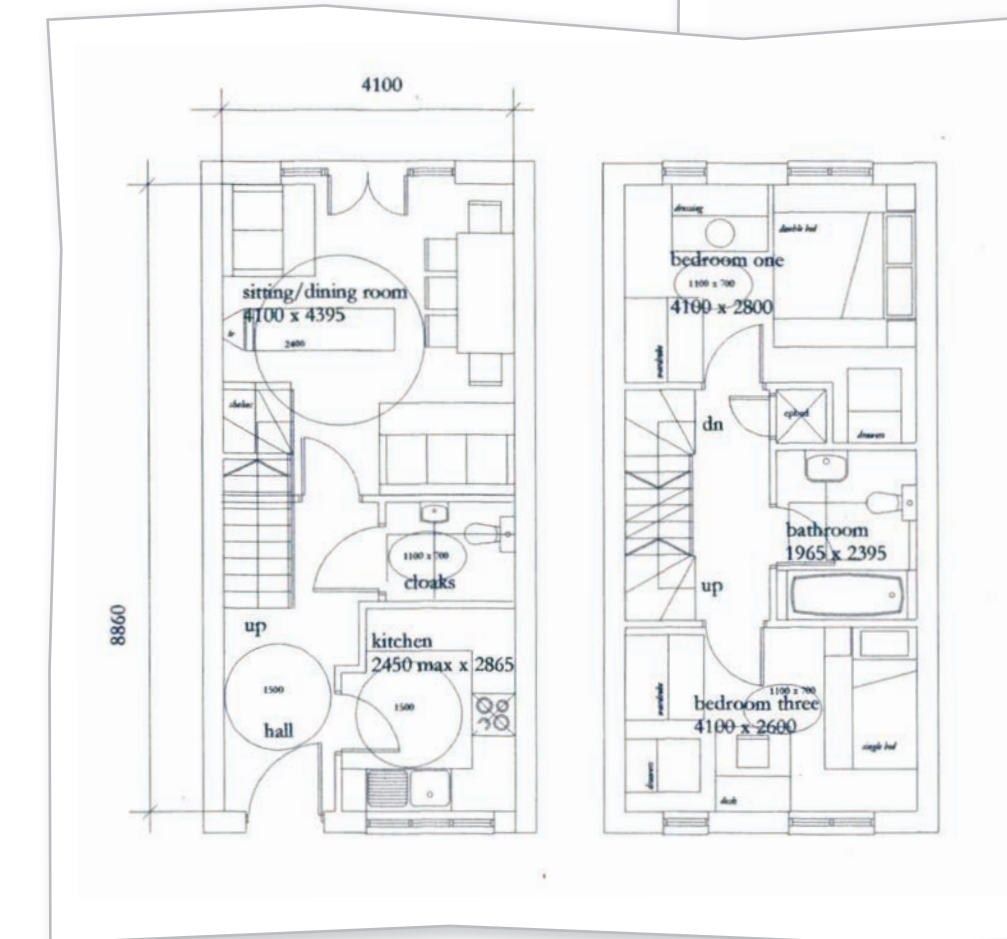 4100
8860
sitting/dining room
4100 x 4395
tv
2400
shelves
1100 x 700
cloaks
up
kitchen
2450 max x 2865
1500
1500
hall
dressing
double bed
bedroom one
1100 x 700
4100 x 2800
wardrobe
cpbrd
dn
drawers
bathroom
1965 x 2395
up
1100 x 700
bedroom three
4100 x 2600
wardrobe
single bed
drawers
desk